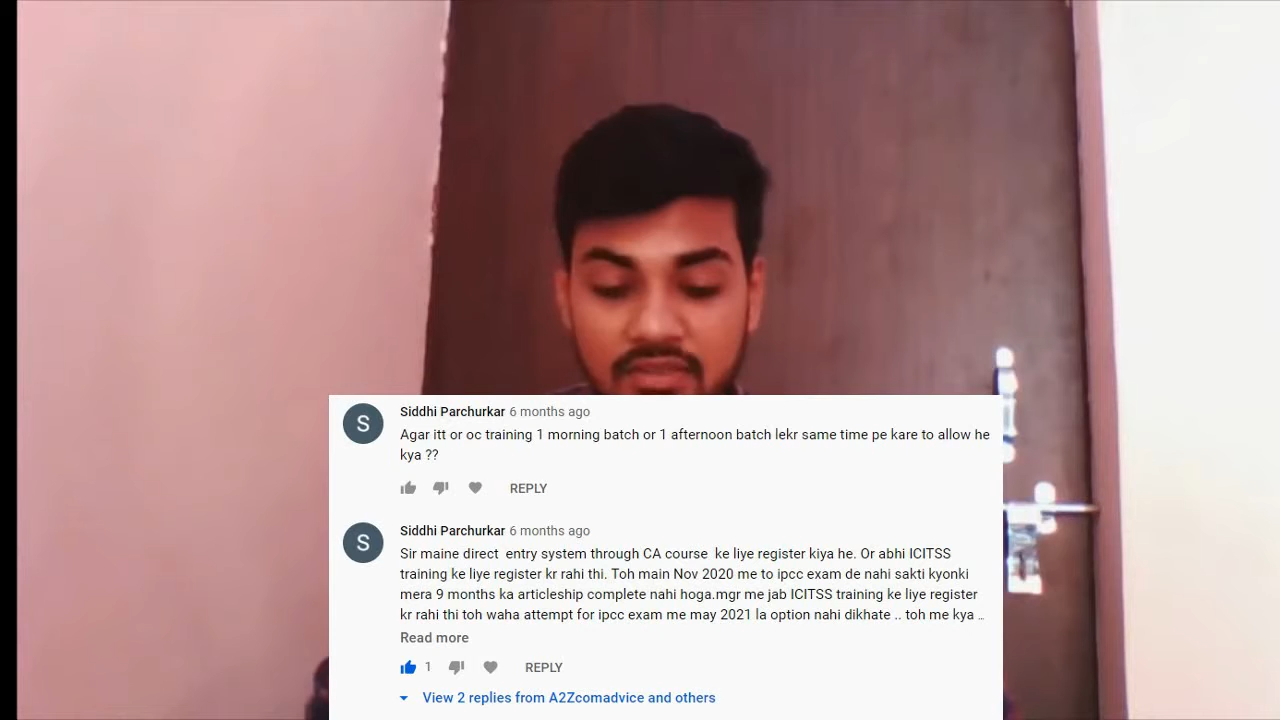 S
Siddhi Parchurkar 6 months ago
Agar itt or oc training 1 morning batch or 1 afternoon batch lekr same time pe kare to allow he
kya ??
REPLY
S
Siddhi Parchurkar 6 months ago
Sir maine direct entry system through CA course ke liye register kiya he. Or abhi ICITSS
training ke liye register kr rahi thi. Toh main Nov 2020 me to ipcc exam de nahi sakti kyonki
mera 9 months ka articleship complete nahi hoga.mgr me jab ICITSS training ke liye register
kr rahi thi toh waha attempt for ipcc exam me may 2021 la option nahi dikhate .. toh me kya ...
Read more
1 REPLY
View 2 replies from A2Zcomadvice and others